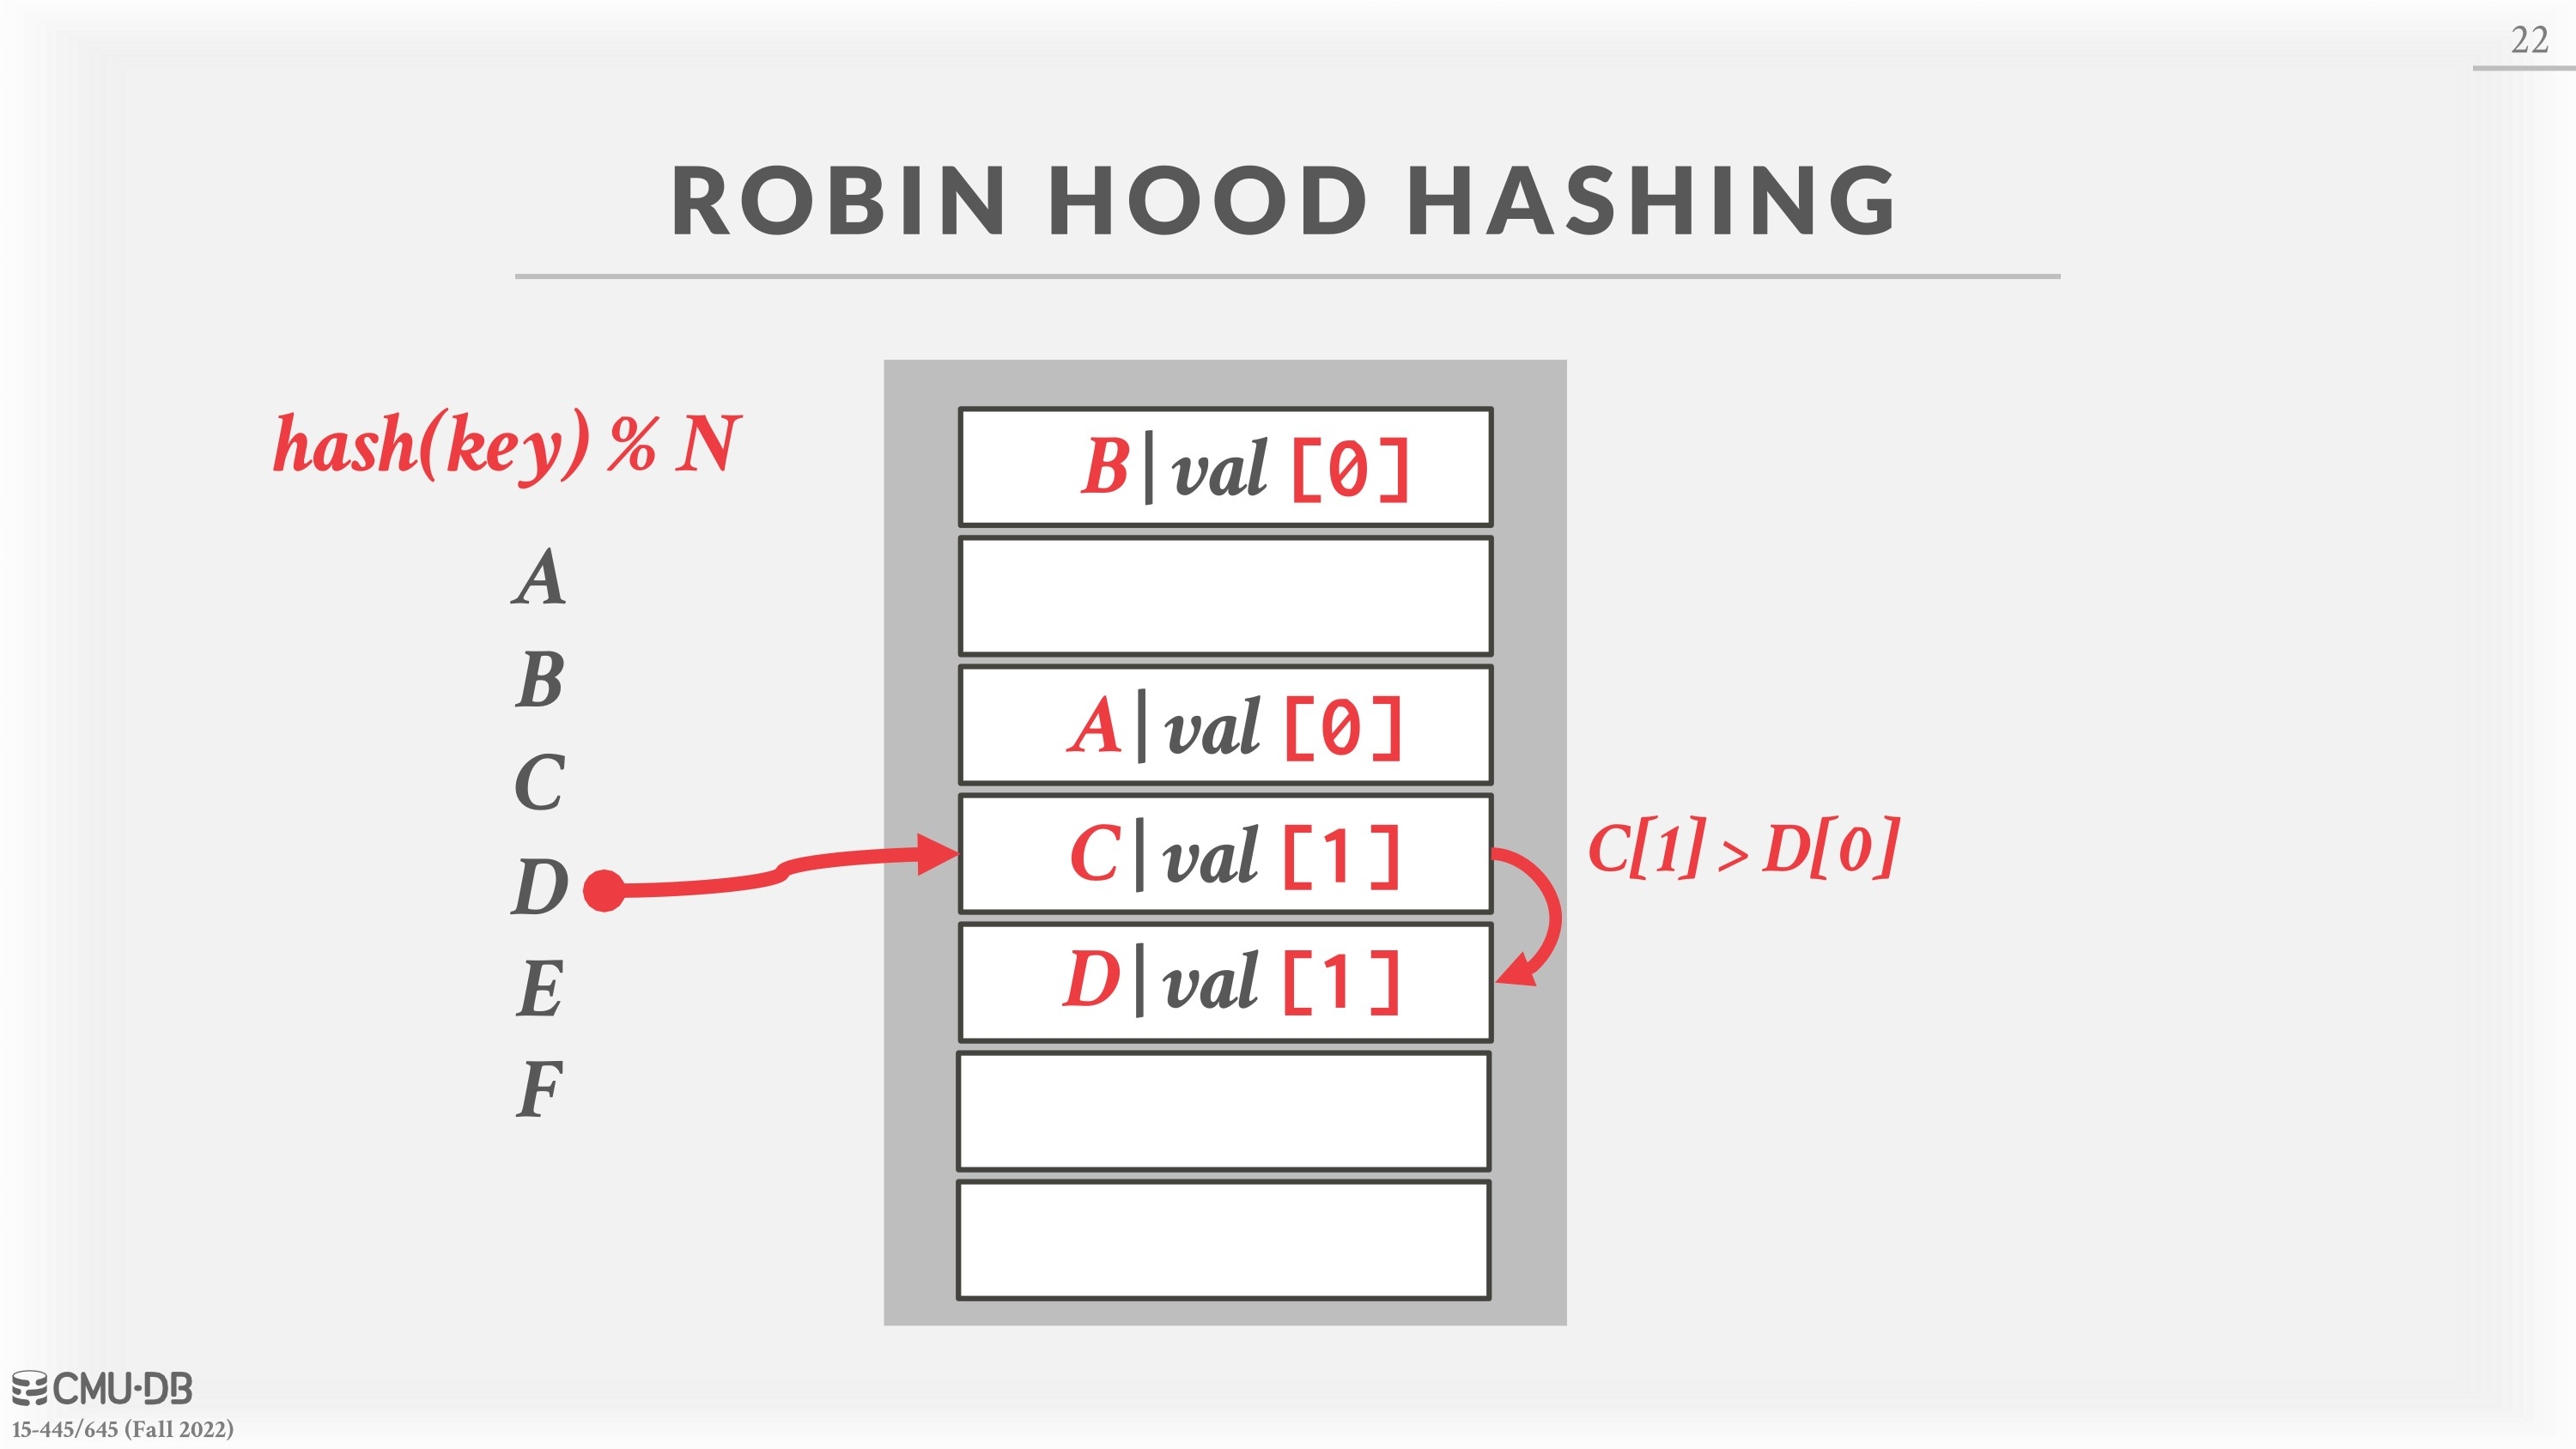 22
ROBIN HOOD HASHING
hash(key) % N
A
B
C
D
E
F
B|val [0]
A|val [0]
C|val [1]
D|val [1]
C[1] > D[0]
CMU·DB
15-445/645 (Fall 2022)